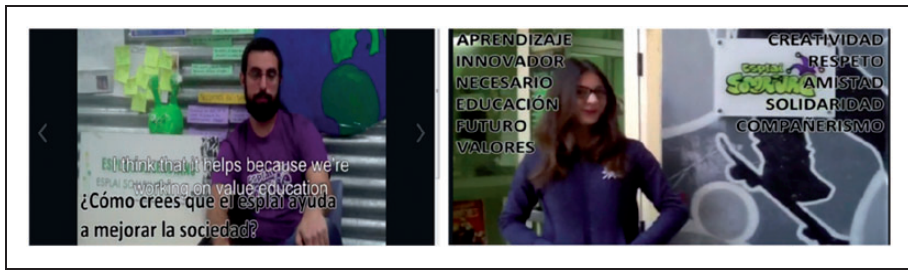 I think that it helps because we're
working on value education
¿Cómo crees que el esplai ayuda
a mejorar la sociedad?
APRENDIZAJE
INNOVADOR
NECESARIO
EDUCACIÓN
FUTURO
VALORES
CREATIVIDAD
RESPETO
AMISTAD
SOLIDARIDAD
COMPAÑERISMO
Esplai